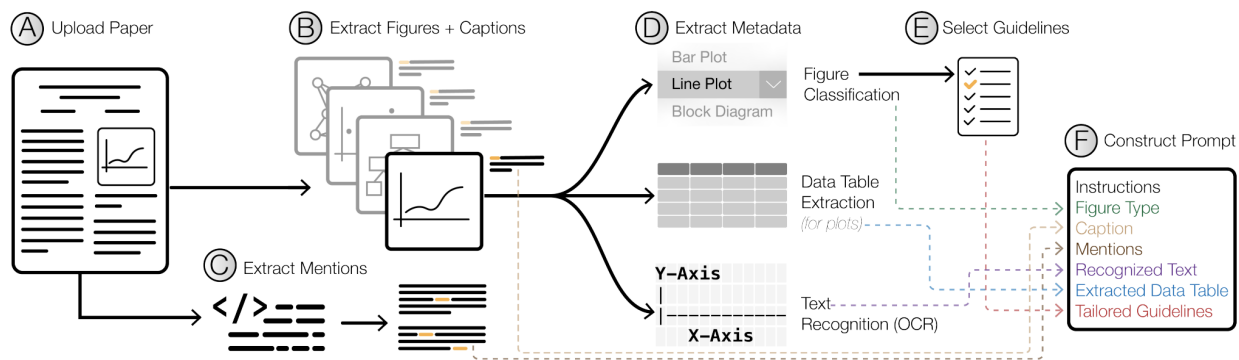 A Upload Paper
B Extract Figures + Captions
C Extract Mentions
</>
D Extract Metadata
Bar Plot
Line Plot
Block Diagram
Figure
Classification
Data Table
Extraction
(for plots)
Y-Axis
X-Axis
Text
Recognition (OCR)
E Select Guidelines
F Construct Prompt
Instructions
Figure Type
Caption
Mentions
Recognized Text
Extracted Data Table
Tailored Guidelines